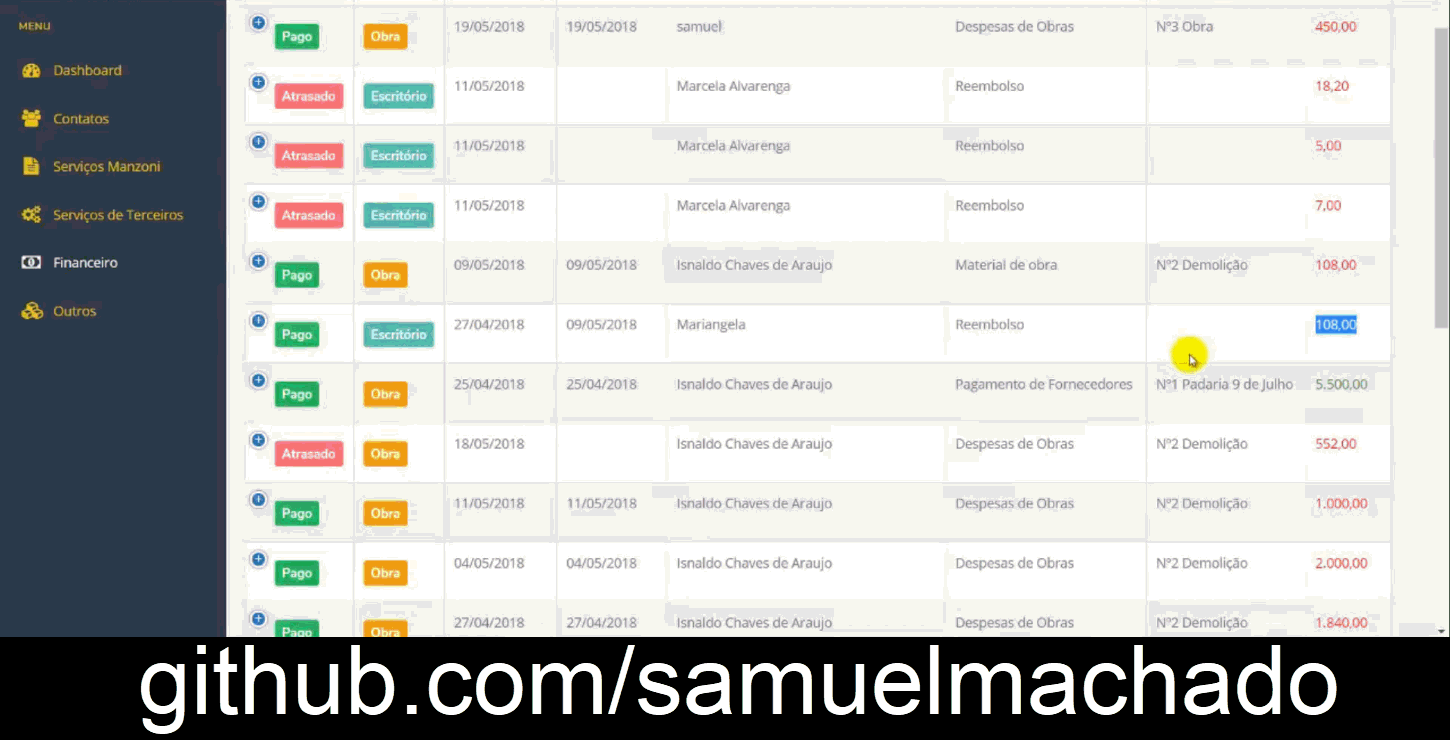 MENU
Dashboard
Contatos
Serviços Manzoni
Serviços de Terceiros
Financeiro
Outros
Pago Obra 19/05/2018 19/05/2018 samuel Despesas de Obras Nº3 Obra 450,00
Atrasado Escritório 11/05/2018 Marcela Alvarenga Reembolso 18,20
Atrasado Escritório 11/05/2018 Marcela Alvarenga Reembolso 5,00
Atrasado Escritório 11/05/2018 Marcela Alvarenga Reembolso 7,00
Pago Obra 09/05/2018 09/05/2018 Isnaldo Chaves de Araujo Material de obra Nº2 Demolição 108,00
Pago Escritório 27/04/2018 09/05/2018 Mariangela Reembolso 108,00
Pago Obra 25/04/2018 25/04/2018 Isnaldo Chaves de Araujo Pagamento de Fornecedores Nº1 Padaria 9 de Julho 5.500,00
Atrasado Obra 18/05/2018 Isnaldo Chaves de Araujo Despesas de Obras Nº2 Demolição 552,00
Pago Obra 11/05/2018 11/05/2018 Isnaldo Chaves de Araujo Despesas de Obras Nº2 Demolição 1.000,00
Pago Obra 04/05/2018 04/05/2018 Isnaldo Chaves de Araujo Despesas de Obras Nº2 Demolição 2.000,00
Pago Obra 27/04/2018 27/04/2018 Isnaldo Chaves de Araujo Despesas de Obras Nº2 Demolição 1.840,00
github.com/samuelmachado